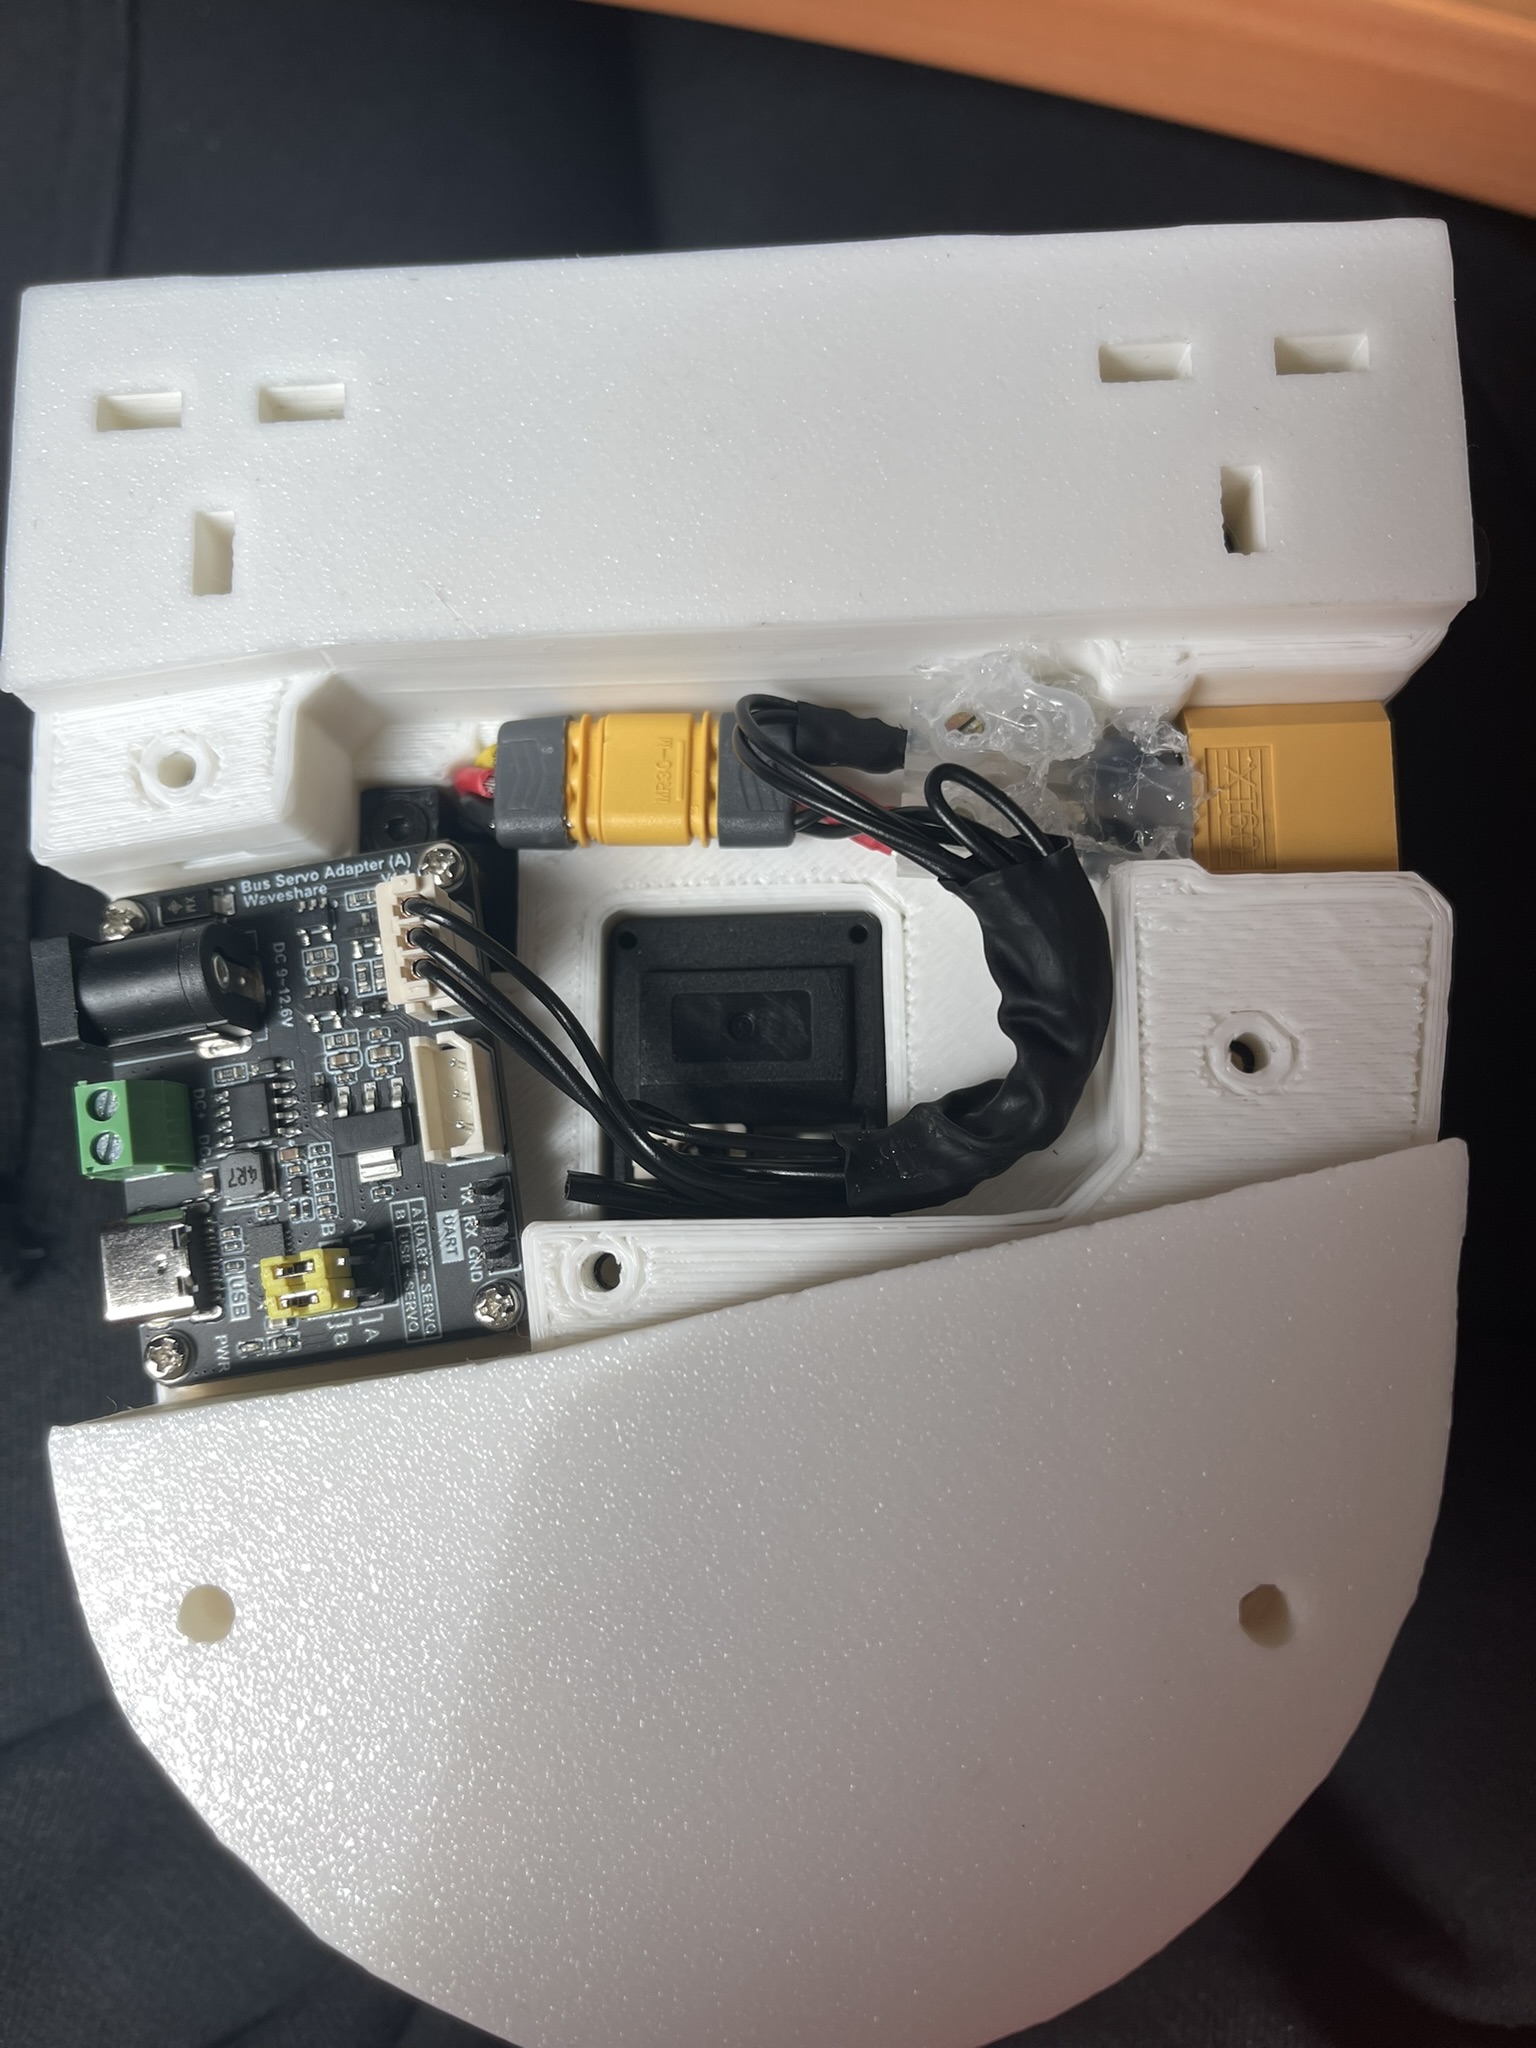 MR30-M
Bus Servo Adapter (A)
Waveshare
DC 9-12.6V
4R7
TX RX GND
UART
A UART - SERVO
B USB - SERVO
B
A
USB
B
A
PWR